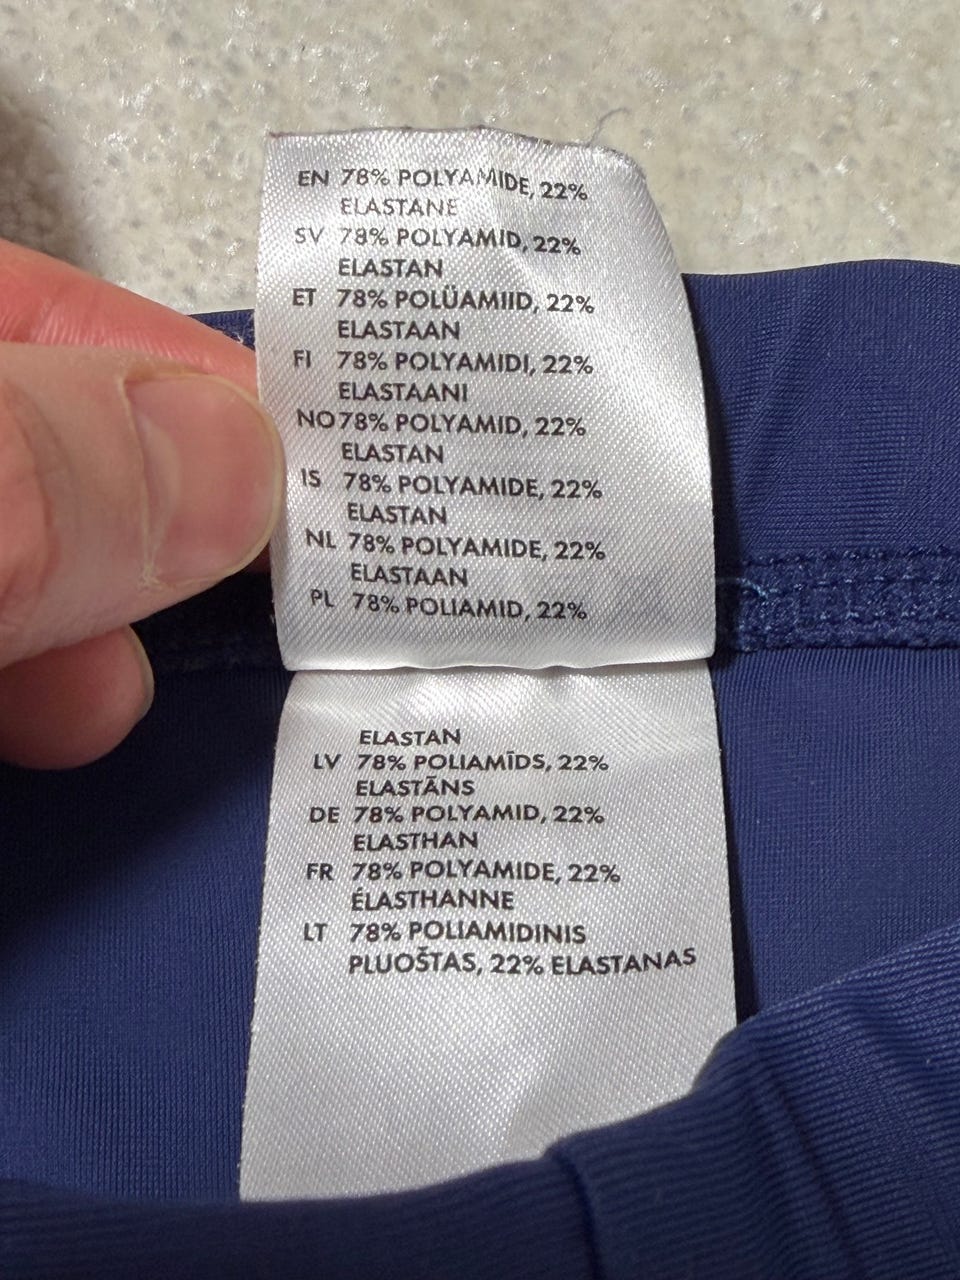 EN 78% POLYAMIDE, 22%
ELASTANE
SV 78% POLYAMID, 22%
ELASTAN
ET 78% POLÜAMIID, 22%
ELASTAAN
FI 78% POLYAMIDI, 22%
ELASTAANI
NO 78% POLYAMID, 22%
ELASTAN
IS 78% POLYAMIDE, 22%
ELASTAN
NL 78% POLYAMIDE, 22%
ELASTAAN
PL 78% POLIAMID, 22%
ELASTAN
LV 78% POLIAMĪDS, 22%
ELASTĀNS
DE 78% POLYAMID, 22%
ELASTHAN
FR 78% POLYAMIDE, 22%
ÉLASTHANNE
LT 78% POLIAMIDINIS
PLUOŠTAS, 22% ELASTANAS